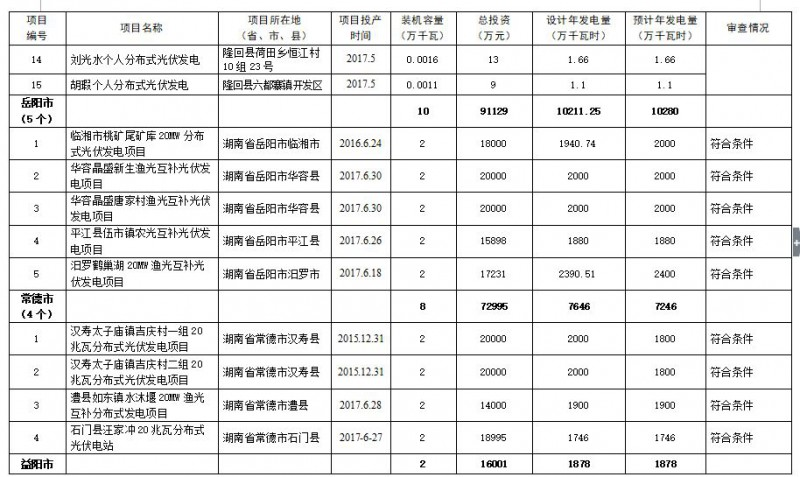 项目编号 项目名称 项目所在地（省、市、县） 项目投产时间 装机容量（万千瓦） 总投资（万元） 设计年发电量（万千瓦时） 预计年发电量（万千瓦时） 审查情况
14 刘光水个人分布式光伏发电 隆回县荷田乡恒江村10组23号 2017.5 0.0016 13 1.66 1.66
15 胡暇个人分布式光伏发电 隆回县六都寨镇开发区 2017.5 0.0011 9 1.1 1.1
岳阳市（5个） 10 91129 10211.25 10280
1 临湘市桃矿尾矿库20MW分布式光伏发电项目 湖南省岳阳市临湘市 2016.6.24 2 18000 1940.74 2000 符合条件
2 华容晶盛新生渔光互补光伏发电项目 湖南省岳阳市华容县 2017.6.30 2 20000 2000 2000 符合条件
3 华容晶盛唐家村渔光互补光伏发电项目 湖南省岳阳市华容县 2017.6.30 2 20000 2000 2000 符合条件
4 平江县伍市镇农光互补光伏发电项目 湖南省岳阳市平江县 2017.6.26 2 15898 1880 1880 符合条件
5 汨罗鹤巢湖20MW渔光互补光伏发电项目 湖南省岳阳市汨罗市 2017.6.18 2 17231 2390.51 2400 符合条件
常德市（4个） 8 72995 7646 7246
1 汉寿太子庙镇吉庆村一组20兆瓦分布式光伏发电项目 湖南省常德市汉寿县 2015.12.31 2 20000 2000 1800 符合条件
2 汉寿太子庙镇吉庆村二组20兆瓦分布式光伏发电项目 湖南省常德市汉寿县 2015.12.31 2 20000 2000 1800 符合条件
3 澧县如东镇水沐堰20MW渔光互补分布式发电项目 湖南省常德市澧县 2017.6.28 2 14000 1900 1900 符合条件
4 石门县汪家冲20兆瓦分布式光伏电站 湖南省常德市石门县 2017-6-27 2 18995 1746 1746 符合条件
益阳市 2 16001 1878 1878